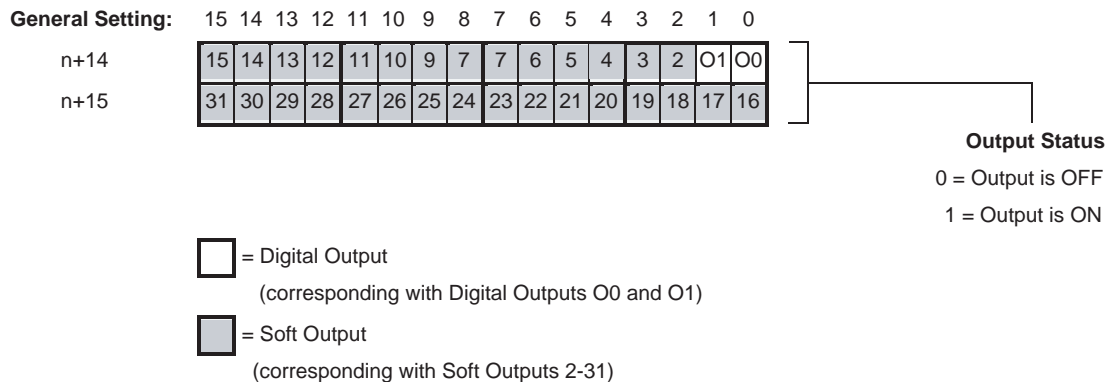 General Setting: 15 14 13 12 11 10 9 8 7 6 5 4 3 2 1 0
n+14 15 14 13 12 11 10 9 7 7 6 5 4 3 2 O1 O0
n+15 31 30 29 28 27 26 25 24 23 22 21 20 19 18 17 16
Output Status
0 = Output is OFF
1 = Output is ON
= Digital Output
(corresponding with Digital Outputs O0 and O1)
= Soft Output
(corresponding with Soft Outputs 2-31)